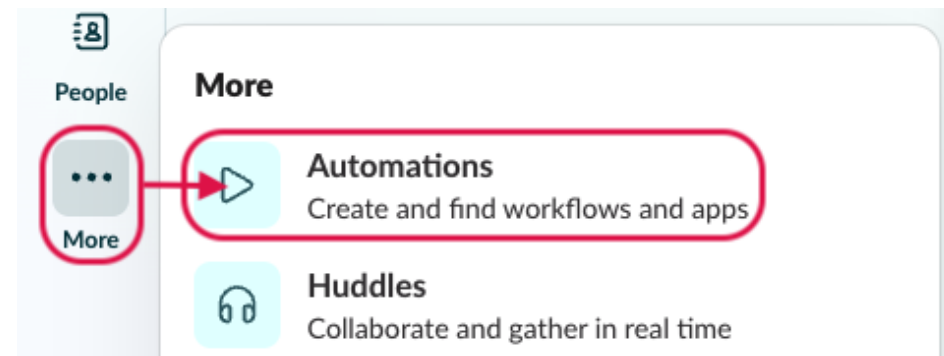 People
More
More
Automations
Create and find workflows and apps
Huddles
Collaborate and gather in real time